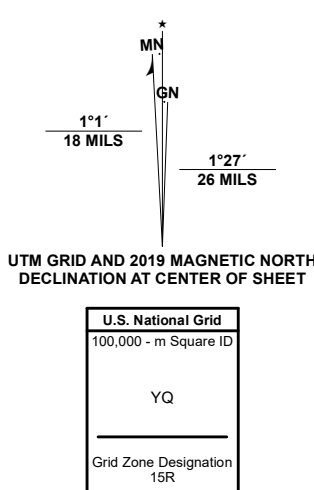 ★
MN
GN
1°1´
18 MILS
1°27´
26 MILS
UTM GRID AND 2019 MAGNETIC NORTH
DECLINATION AT CENTER OF SHEET
U.S. National Grid
100,000 - m Square ID
YQ
Grid Zone Designation
15R